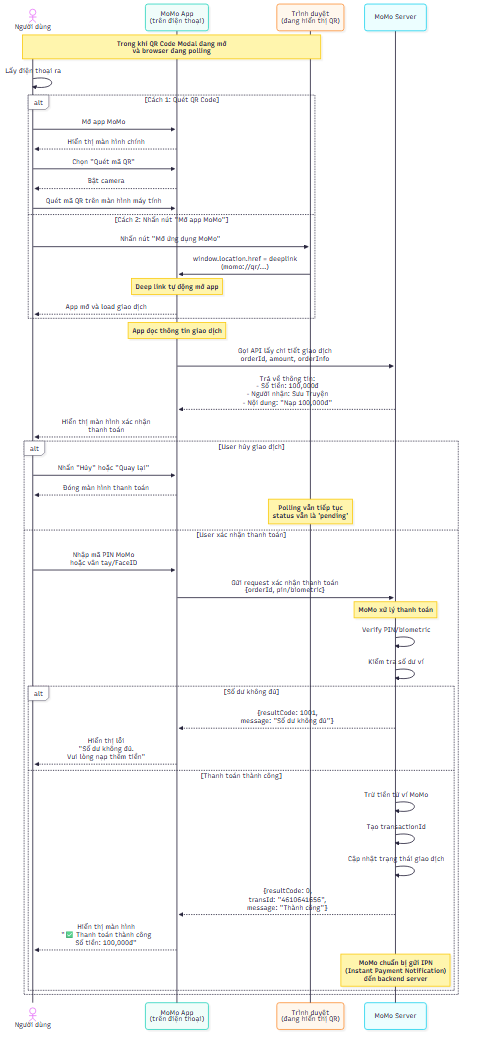 Người dùng
MoMo App
(trên điện thoại)
Trình duyệt
(đang hiển thị QR)
MoMo Server
Trong khi QR Code Modal đang mở
và browser đang polling
Lấy điện thoại ra
alt
[Cách 1: Quét QR Code]
Mở app MoMo
Hiển thị màn hình chính
Chọn "Quét mã QR"
Bật camera
Quét mã QR trên màn hình máy tính
[Cách 2: Nhấn nút "Mở app MoMo"]
Nhấn nút "Mở ứng dụng MoMo"
window.location.href = deeplink
(momo://qr/...)
Deep link tự động mở app
App mở và load giao dịch
App đọc thông tin giao dịch
Gọi API lấy chi tiết giao dịch
orderId, amount, orderInfo
Trả về thông tin:
- Số tiền: 100,000đ
- Người nhận: Sưu Truyện
- Nội dung: "Nạp 100,000đ"
Hiển thị màn hình xác nhận
thanh toán
alt
[User hủy giao dịch]
Nhấn "Hủy" hoặc "Quay lại"
Đóng màn hình thanh toán
Polling vẫn tiếp tục
status vẫn là 'pending'
[User xác nhận thanh toán]
Nhập mã PIN MoMo
hoặc vân tay/FaceID
Gửi request xác nhận thanh toán
{orderId, pin/biometric}
MoMo xử lý thanh toán
Verify PIN/biometric
Kiểm tra số dư ví
alt
[Số dư không đủ]
{resultCode: 1001,
message: "Số dư không đủ"}
Hiển thị lỗi
"Số dư không đủ.
Vui lòng nạp thêm tiền"
[Thanh toán thành công]
Trừ tiền từ ví MoMo
Tạo transactionId
Cập nhật trạng thái giao dịch
{resultCode: 0,
transId: "4610641656",
message: "Thành công"}
Hiển thị màn hình
"✅ Thanh toán thành công
Số tiền: 100,000đ"
MoMo chuẩn bị gửi IPN
(Instant Payment Notification)
đến backend server
Người dùng
MoMo App
(trên điện thoại)
Trình duyệt
(đang hiển thị QR)
MoMo Server